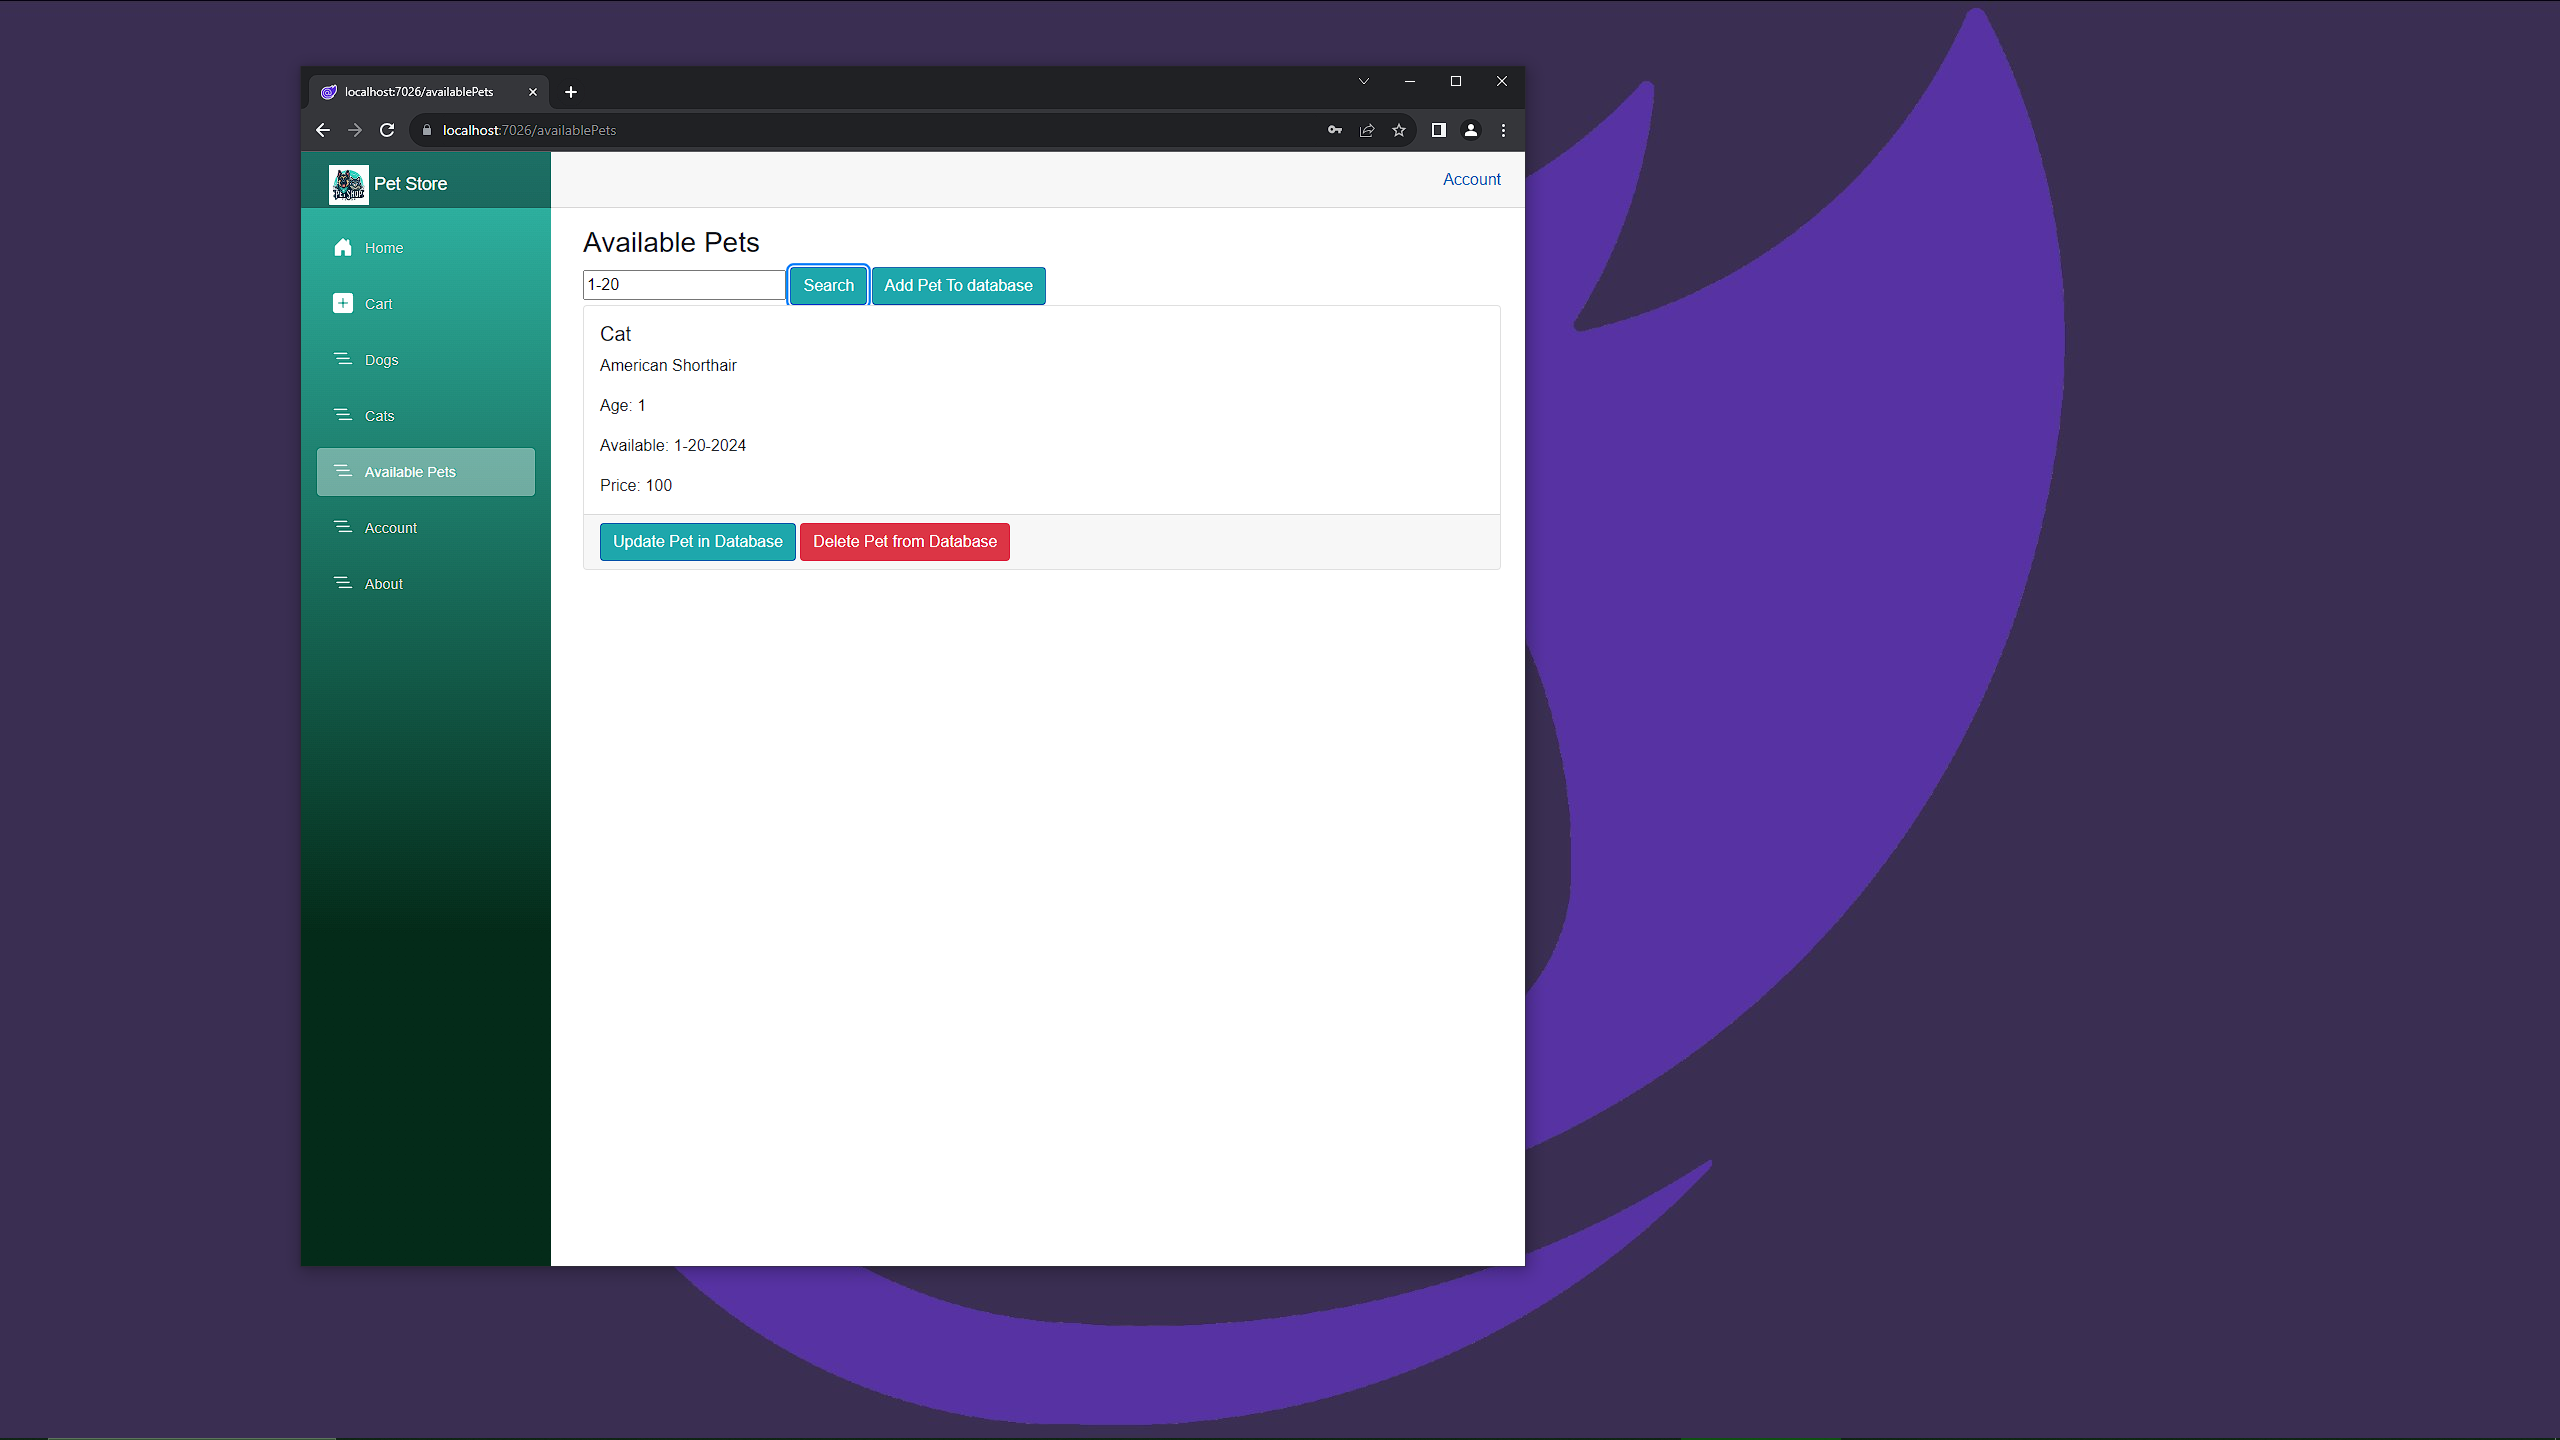 localhost:7026/availablePets
localhost:7026/availablePets
PETSHOP
Pet Store
Account
Home
Cart
Dogs
Cats
Available Pets
Account
About
Available Pets
1-20 Search Add Pet To database
Cat
American Shorthair
Age: 1
Available: 1-20-2024
Price: 100
Update Pet in Database Delete Pet from Database